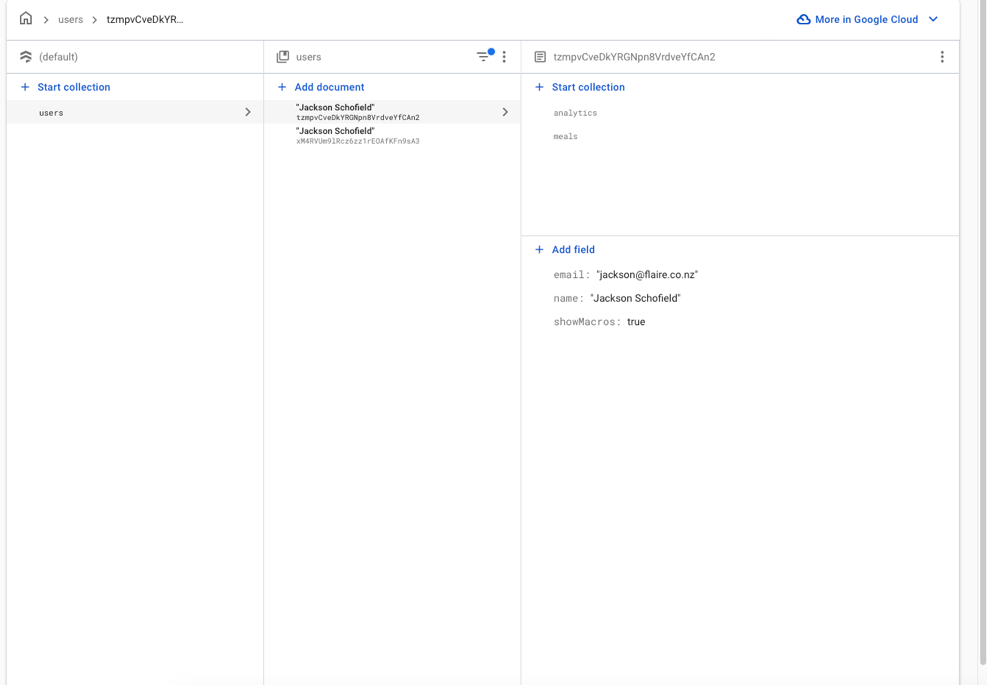 users
tzmpvCveDkYR...
More in Google Cloud
(default)
users
tzmpvCveDkYRGNpn8VrdveYfCAn2
Start collection
Add document
Start collection
users
"Jackson Schofield"
tzmpvCveDkYRGNpn8VrdveYfCAn2
"Jackson Schofield"
xM4RVUm9lRcz6zz1rEOAfKFn9sA3
analytics
meals
Add field
email: "jackson@flaire.co.nz"
name: "Jackson Schofield"
showMacros: true